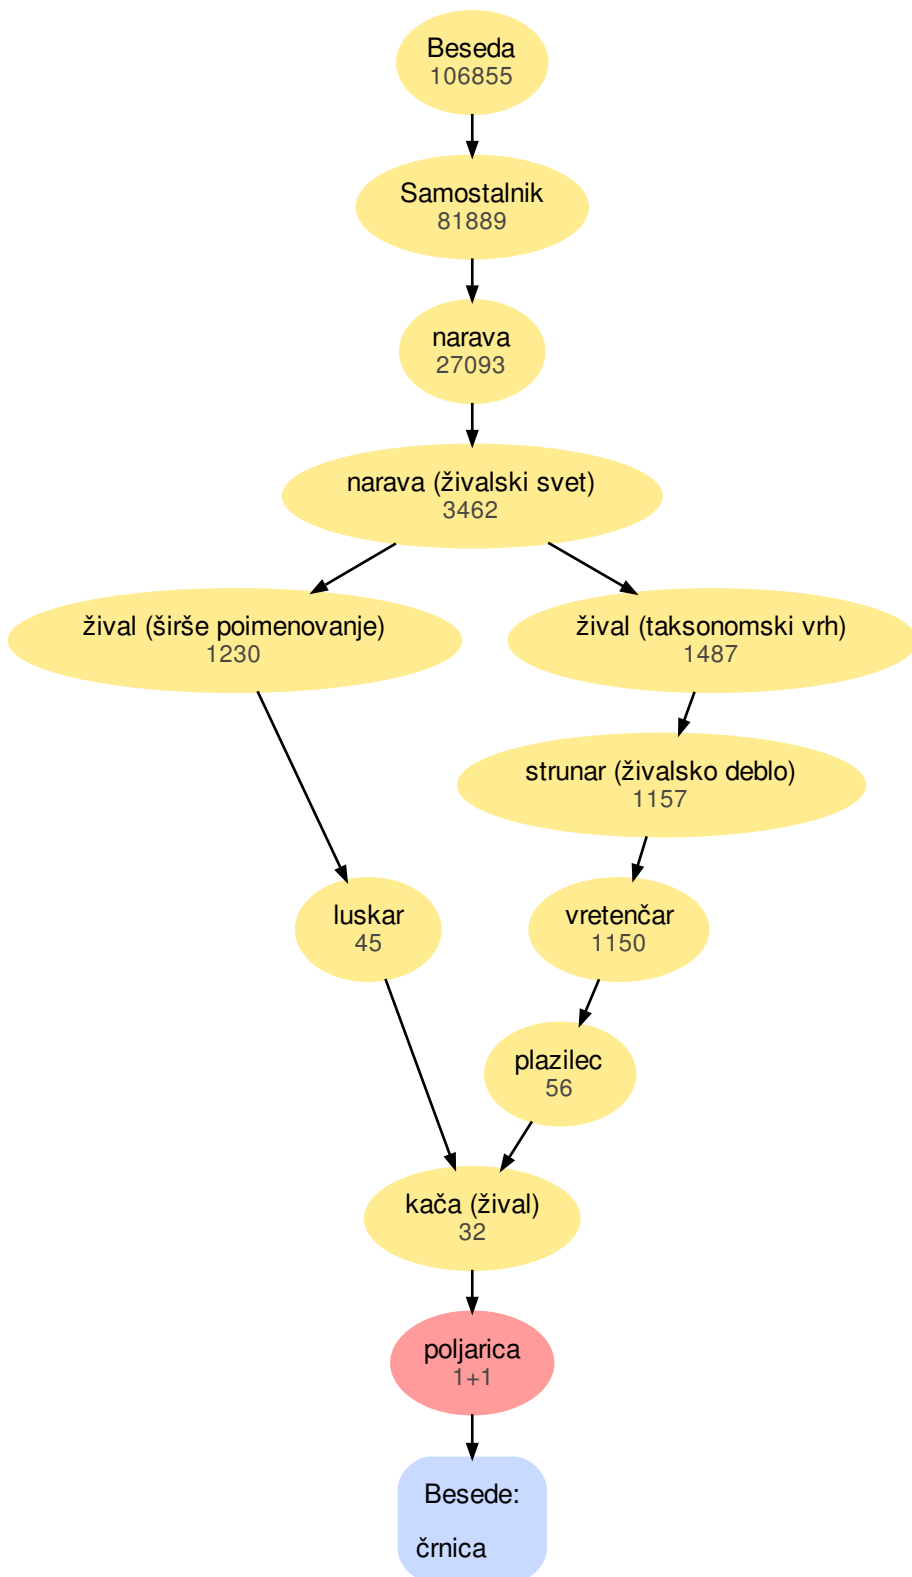 Beseda
106855
Samostalnik
81889
narava
27093
narava (živalski svet)
3462
žival (širše poimenovanje)
1230
žival (taksonomski vrh)
1487
strunar (živalsko deblo)
1157
luskar
45
vretenčar
1150
plazilec
56
kača (žival)
32
poljarica
1+1
Besede:
črnica